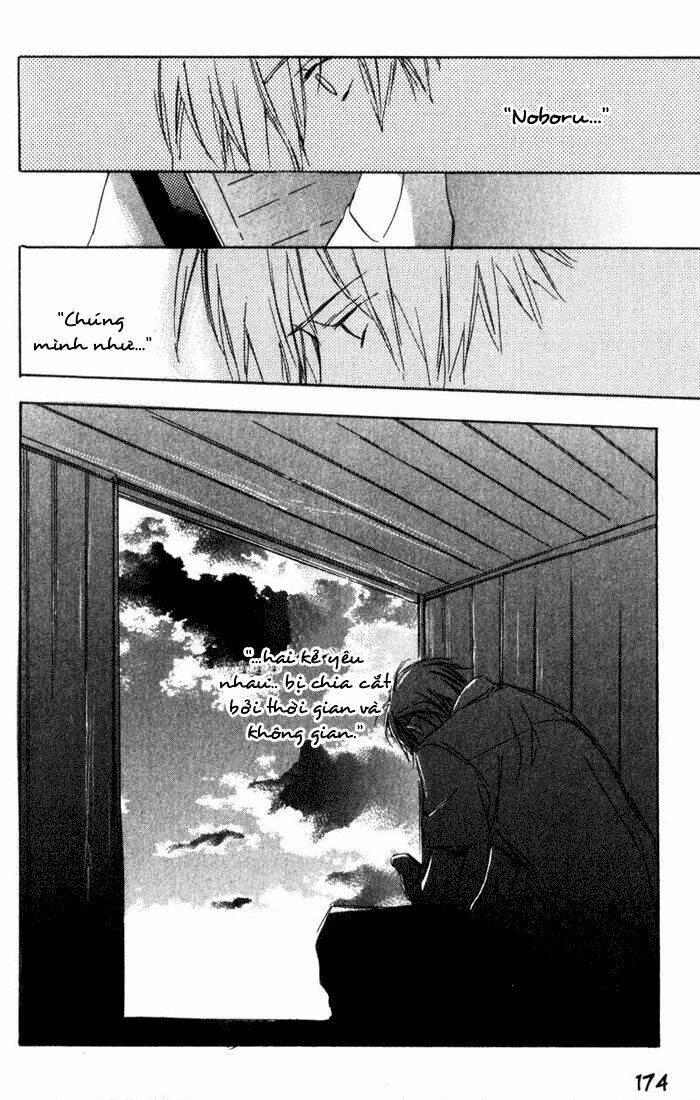 "Noboru..."
"Chúng
mình như..."
"...hai kẻ yêu
nhau.. bị chia cắt
bởi thời gian và
không gian."
174